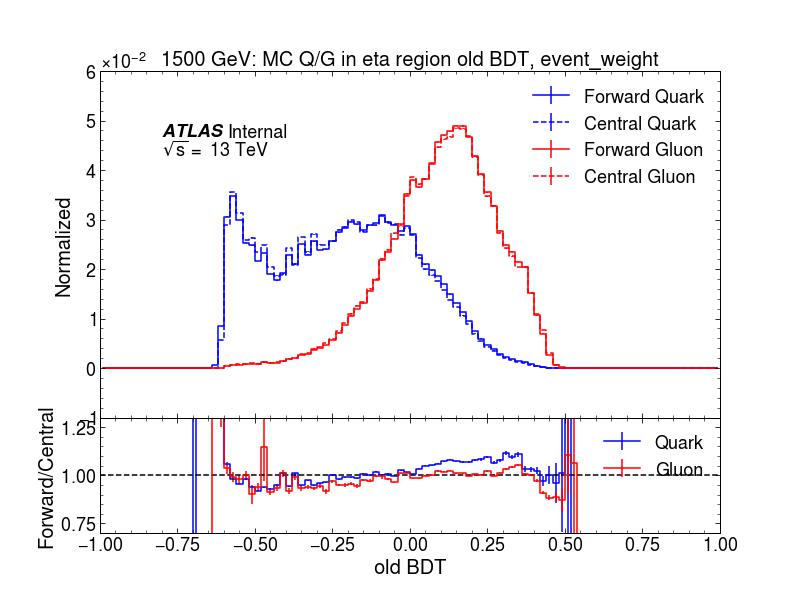 ×10⁻² 1500 GeV: MC Q/G in eta region old BDT, event_weight
6
5
4
3
2
1
0
−1
Normalized
ATLAS Internal
√s = 13 TeV
Forward Quark
Central Quark
Forward Gluon
Central Gluon
1.25
1.00
0.75
Forward/Central
Quark
Gluon
−1.00 −0.75 −0.50 −0.25 0.00 0.25 0.50 0.75 1.00
old BDT